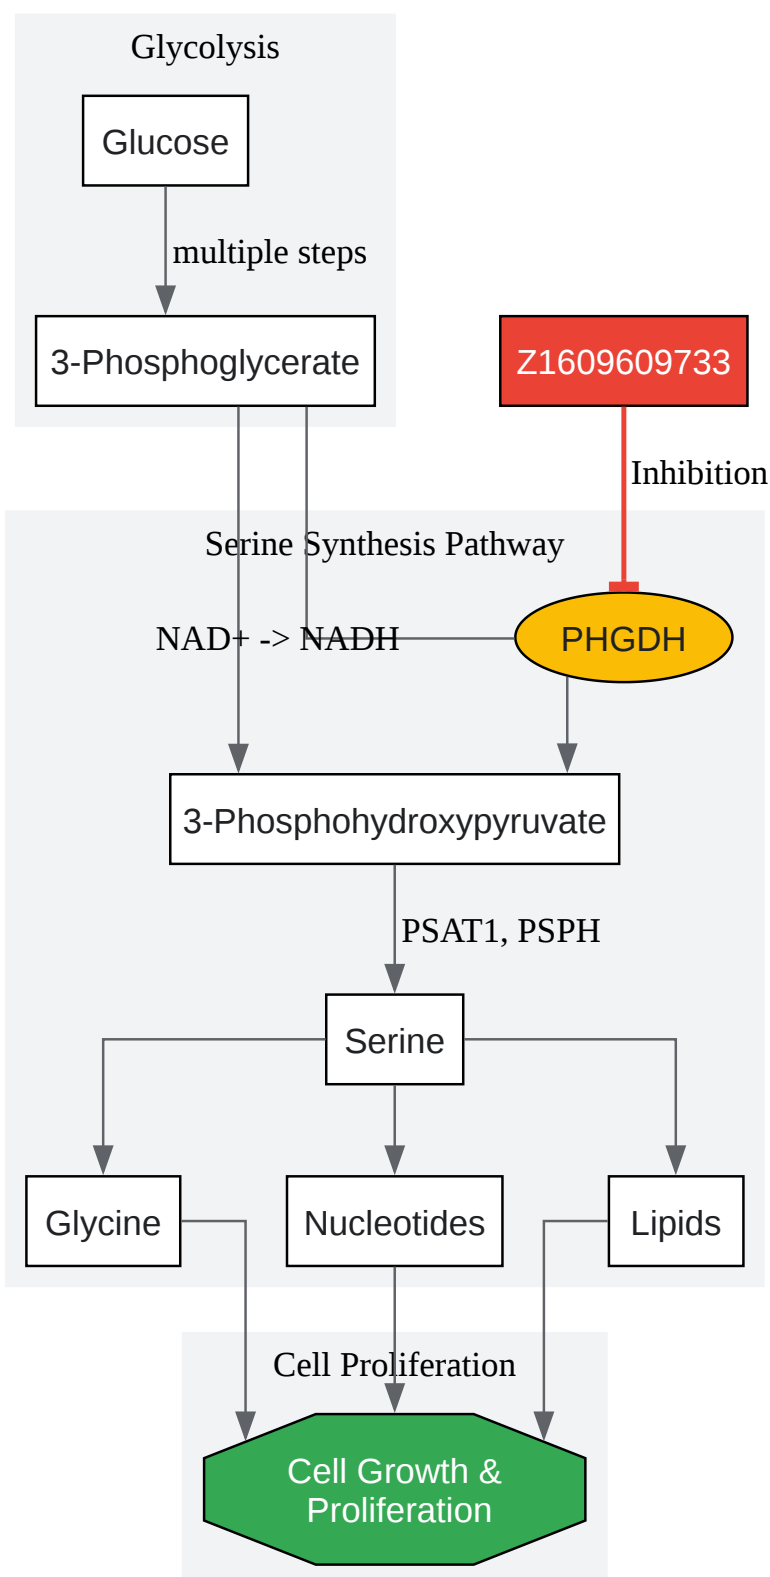 Glycolysis
Glucose
multiple steps
3-Phosphoglycerate
Z1609609733
Inhibition
Serine Synthesis Pathway
NAD+ -> NADH
PHGDH
3-Phosphohydroxypyruvate
PSAT1, PSPH
Serine
Glycine
Nucleotides
Lipids
Cell Proliferation
Cell Growth &
Proliferation